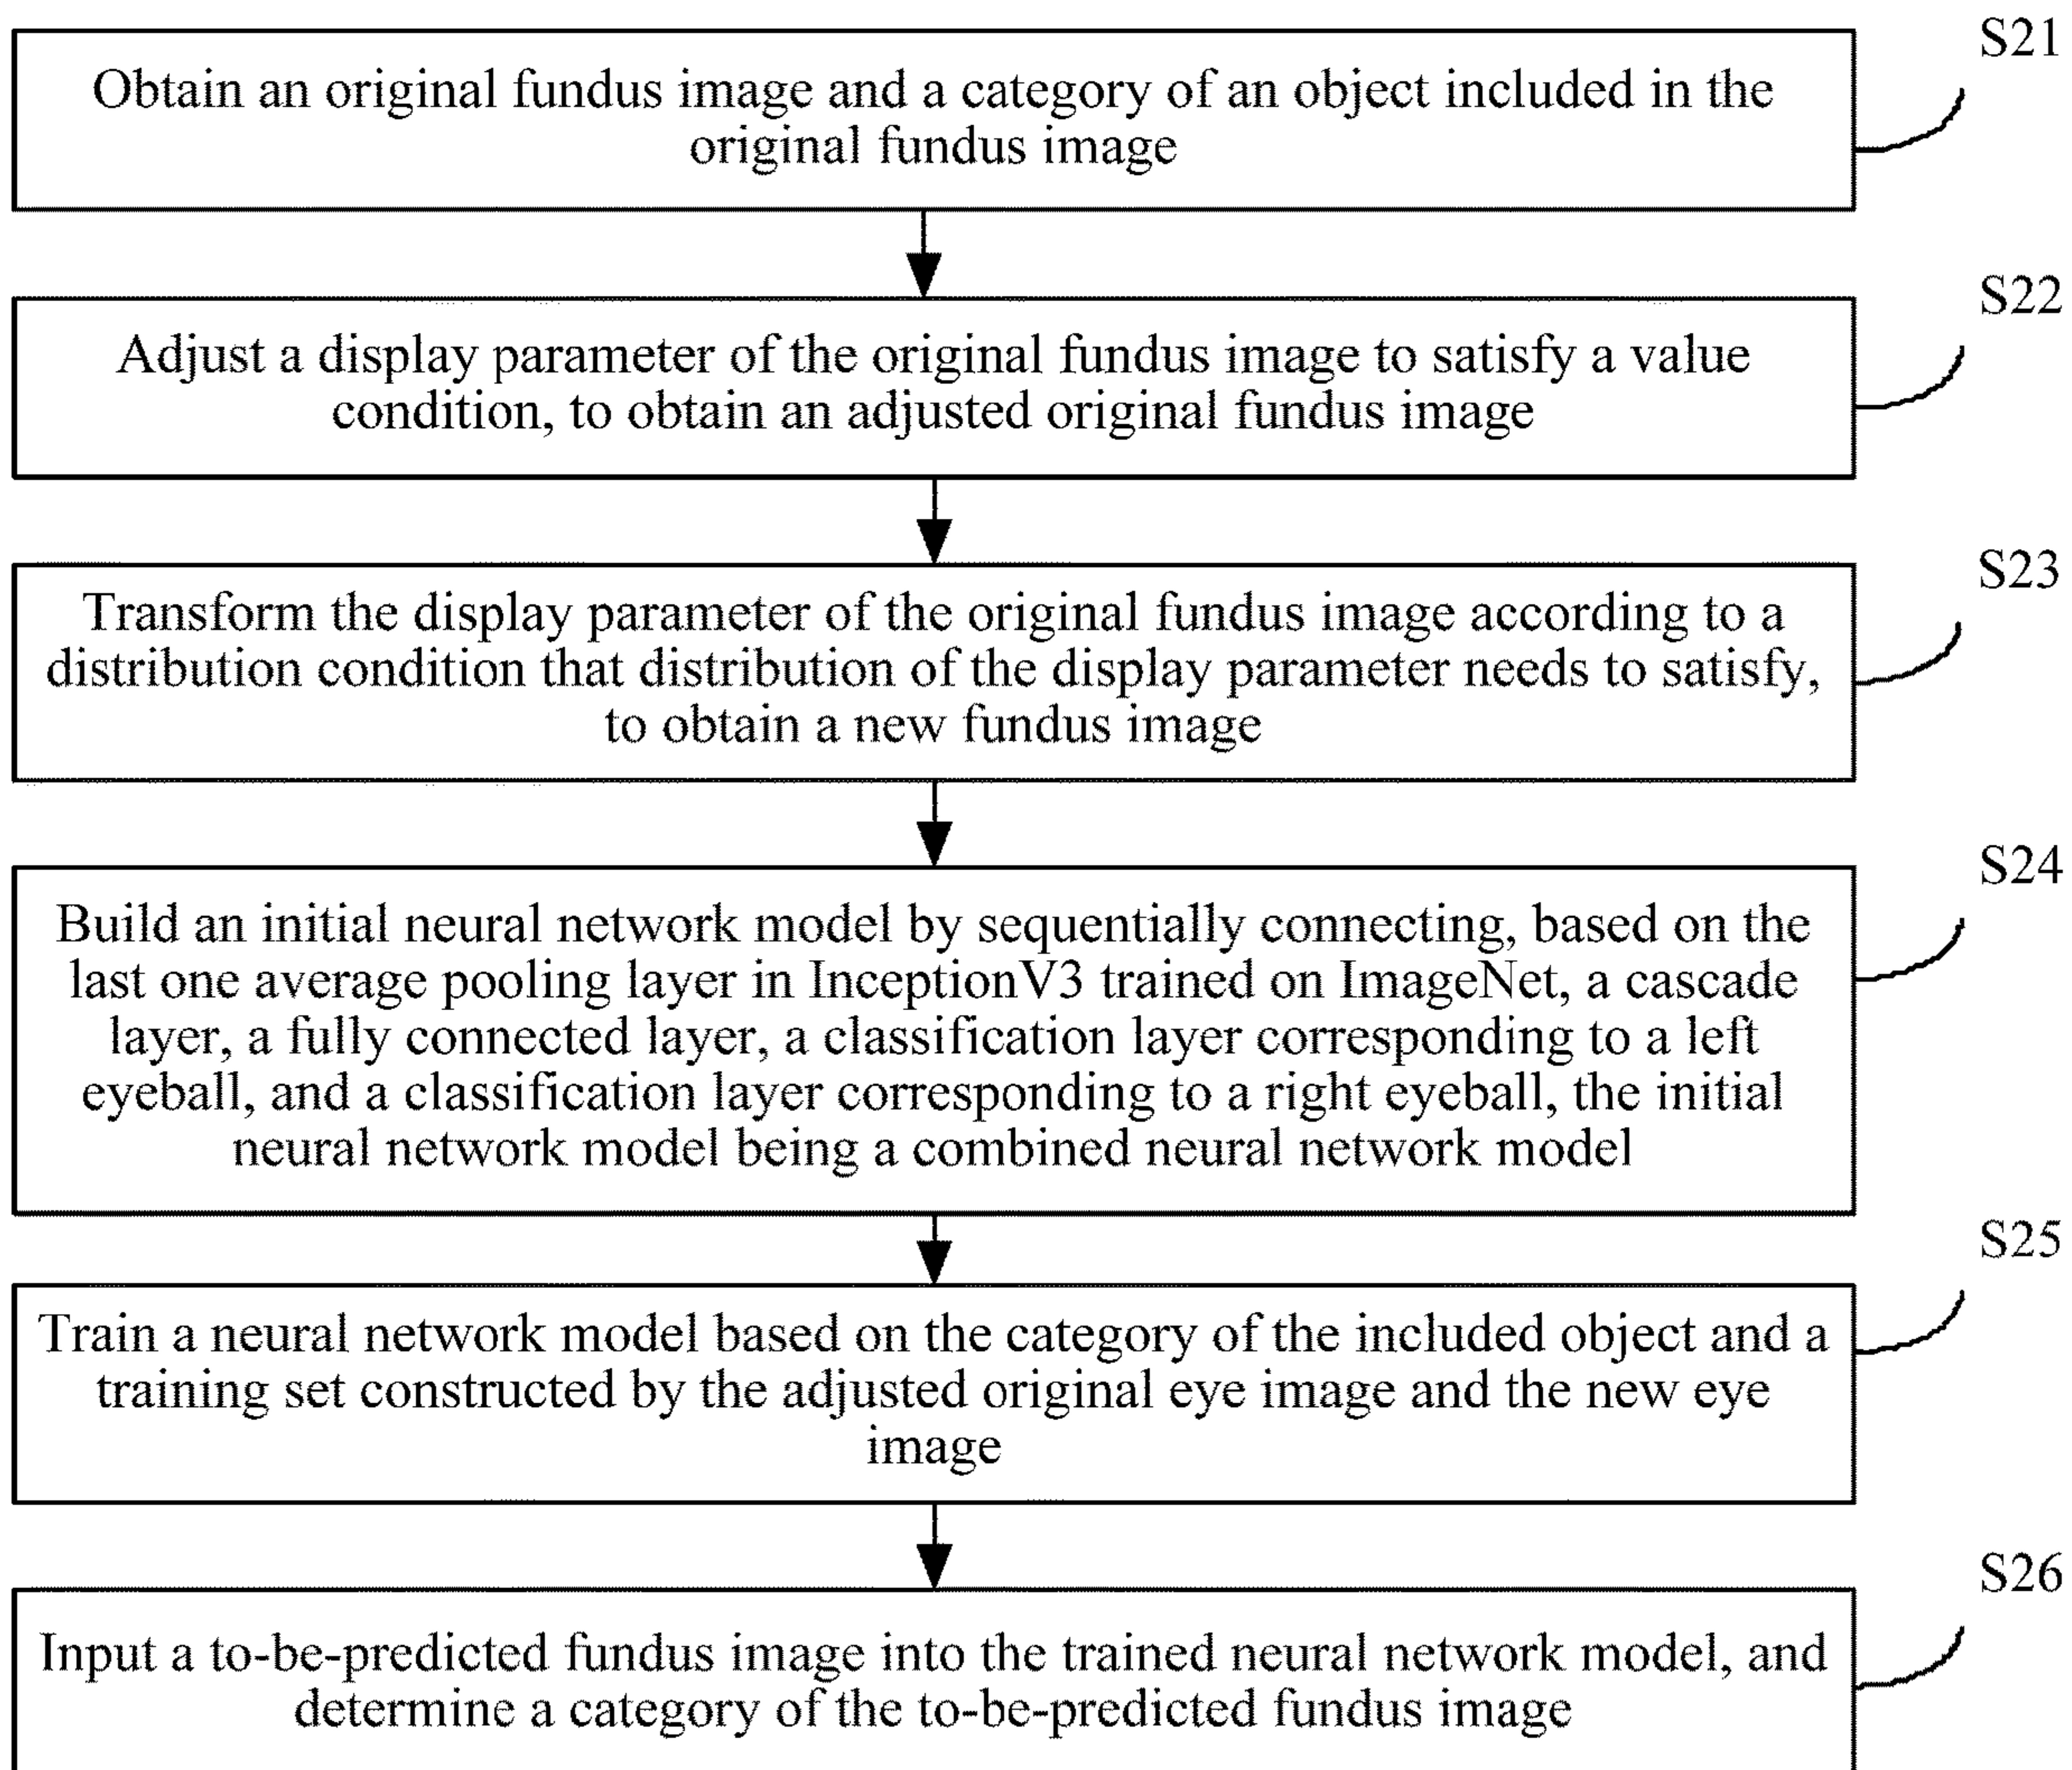 S21
Obtain an original fundus image and a category of an object included in the
original fundus image
S22
Adjust a display parameter of the original fundus image to satisfy a value
condition, to obtain an adjusted original fundus image
S23
Transform the display parameter of the original fundus image according to a
distribution condition that distribution of the display parameter needs to satisfy,
to obtain a new fundus image
S24
Build an initial neural network model by sequentially connecting, based on the
last one average pooling layer in InceptionV3 trained on ImageNet, a cascade
layer, a fully connected layer, a classification layer corresponding to a left
eyeball, and a classification layer corresponding to a right eyeball, the initial
neural network model being a combined neural network model
S25
Train a neural network model based on the category of the included object and a
training set constructed by the adjusted original eye image and the new eye
image
S26
Input a to-be-predicted fundus image into the trained neural network model, and
determine a category of the to-be-predicted fundus image